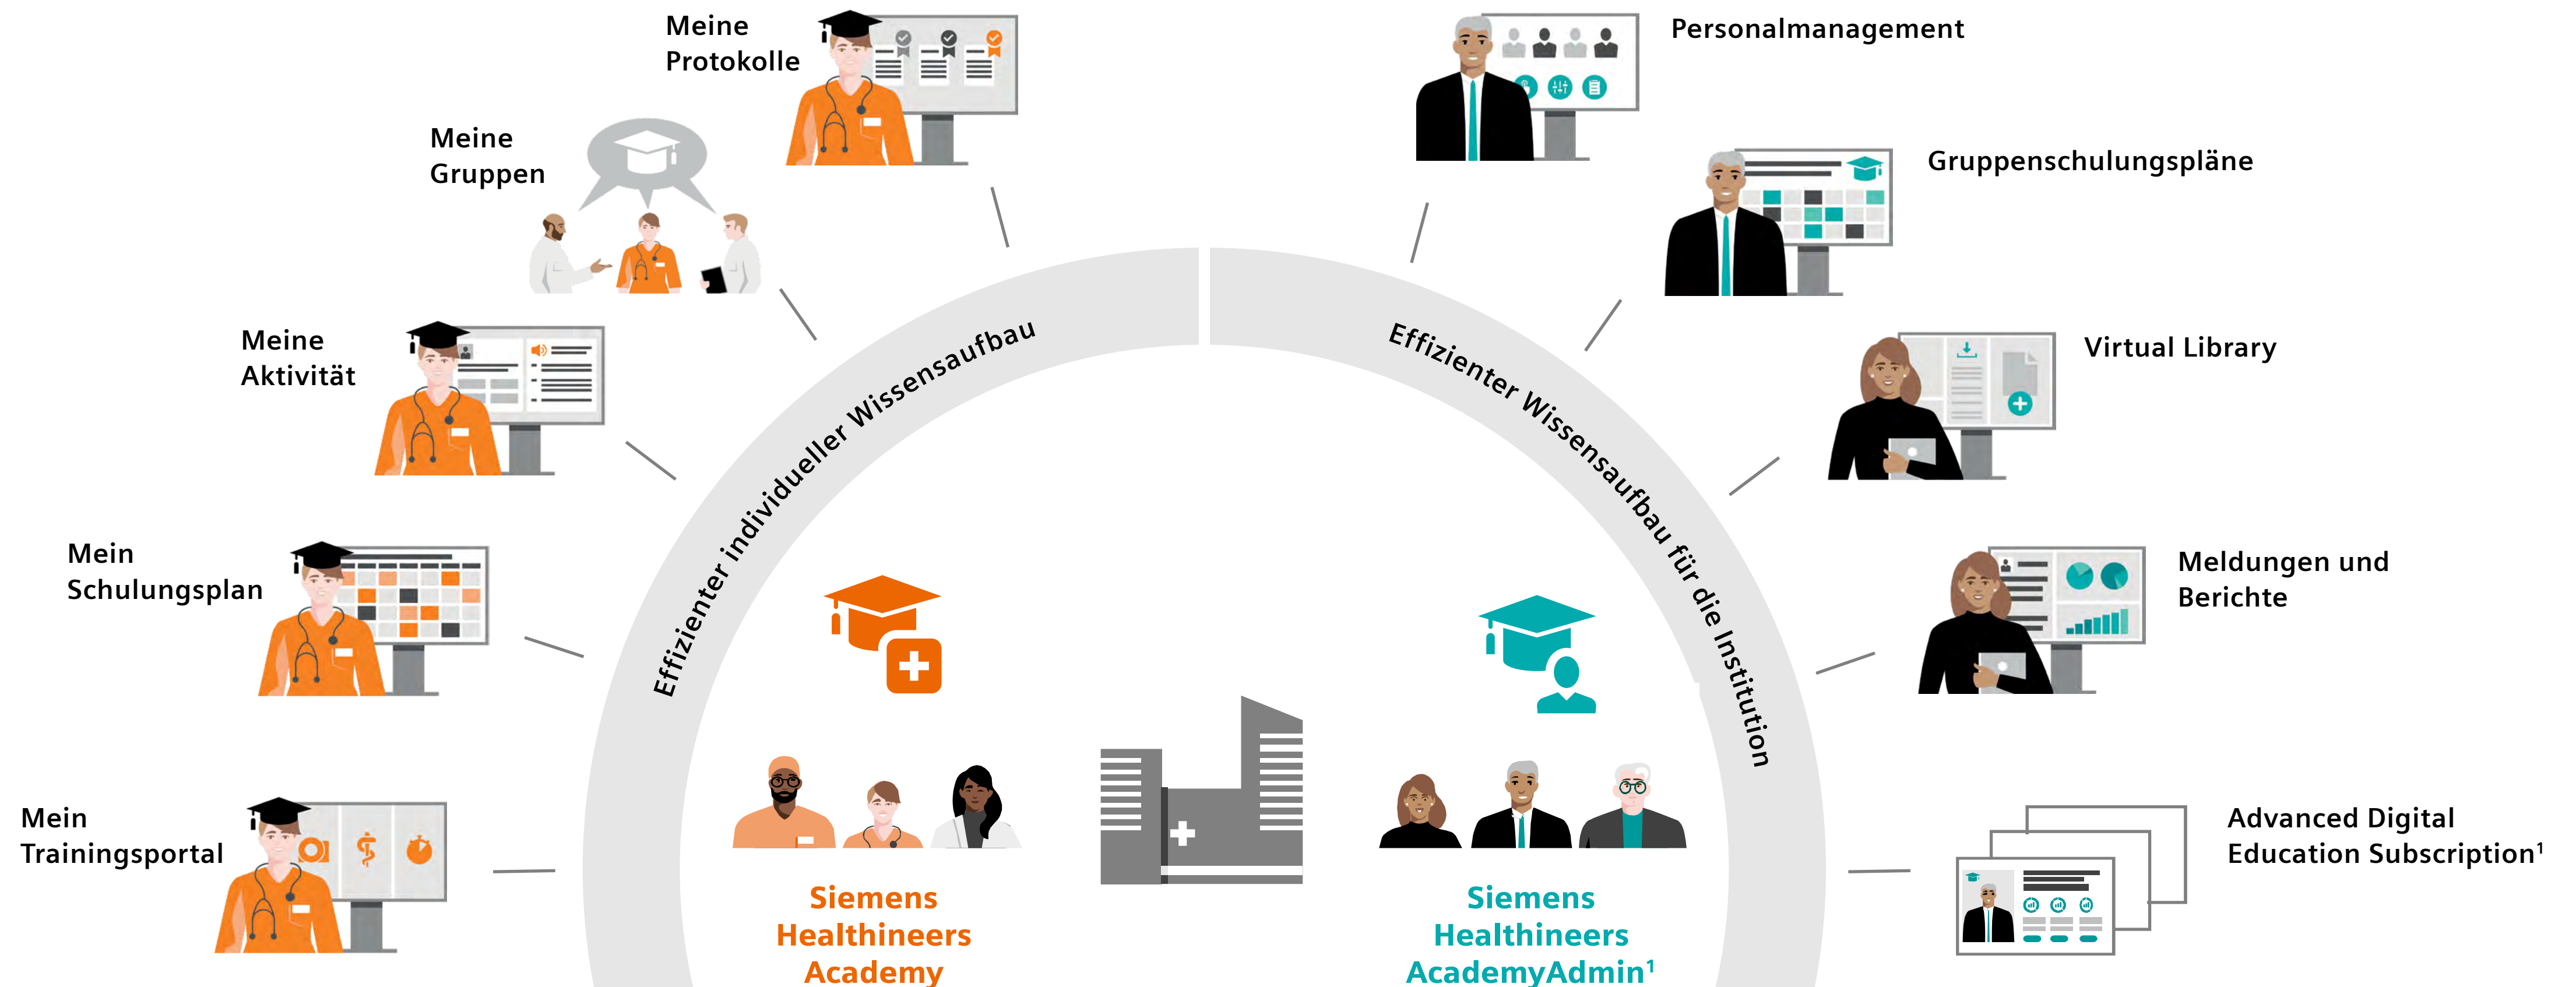 Meine
Protokolle
Meine
Gruppen
Meine
Aktivität
Mein
Schulungsplan
Mein
Trainingsportal
Effizienter individueller Wissensaufbau
Siemens
Healthineers
Academy
Personalmanagement
Gruppenschulungspläne
Virtual Library
Meldungen und
Berichte
Advanced Digital
Education Subscription¹
Effizienter Wissensaufbau für die Institution
Siemens
Healthineers
AcademyAdmin¹